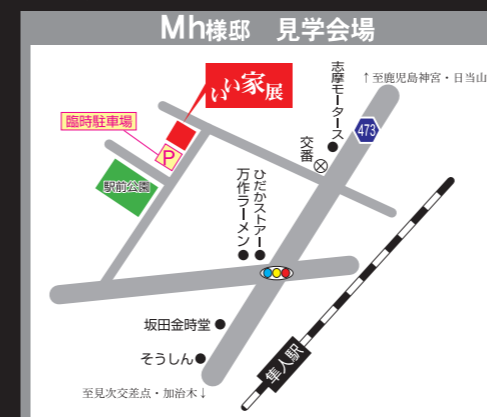 Mh様邸 見学会場
いい家展
志摩モータース
↑至鹿児島神宮・日当山
臨時駐車場
P
473
交番
駅前公園
ひだかストアー
万作ラーメン
坂田金時堂
そうしん
隼人駅
至見次交差点・加治木↓